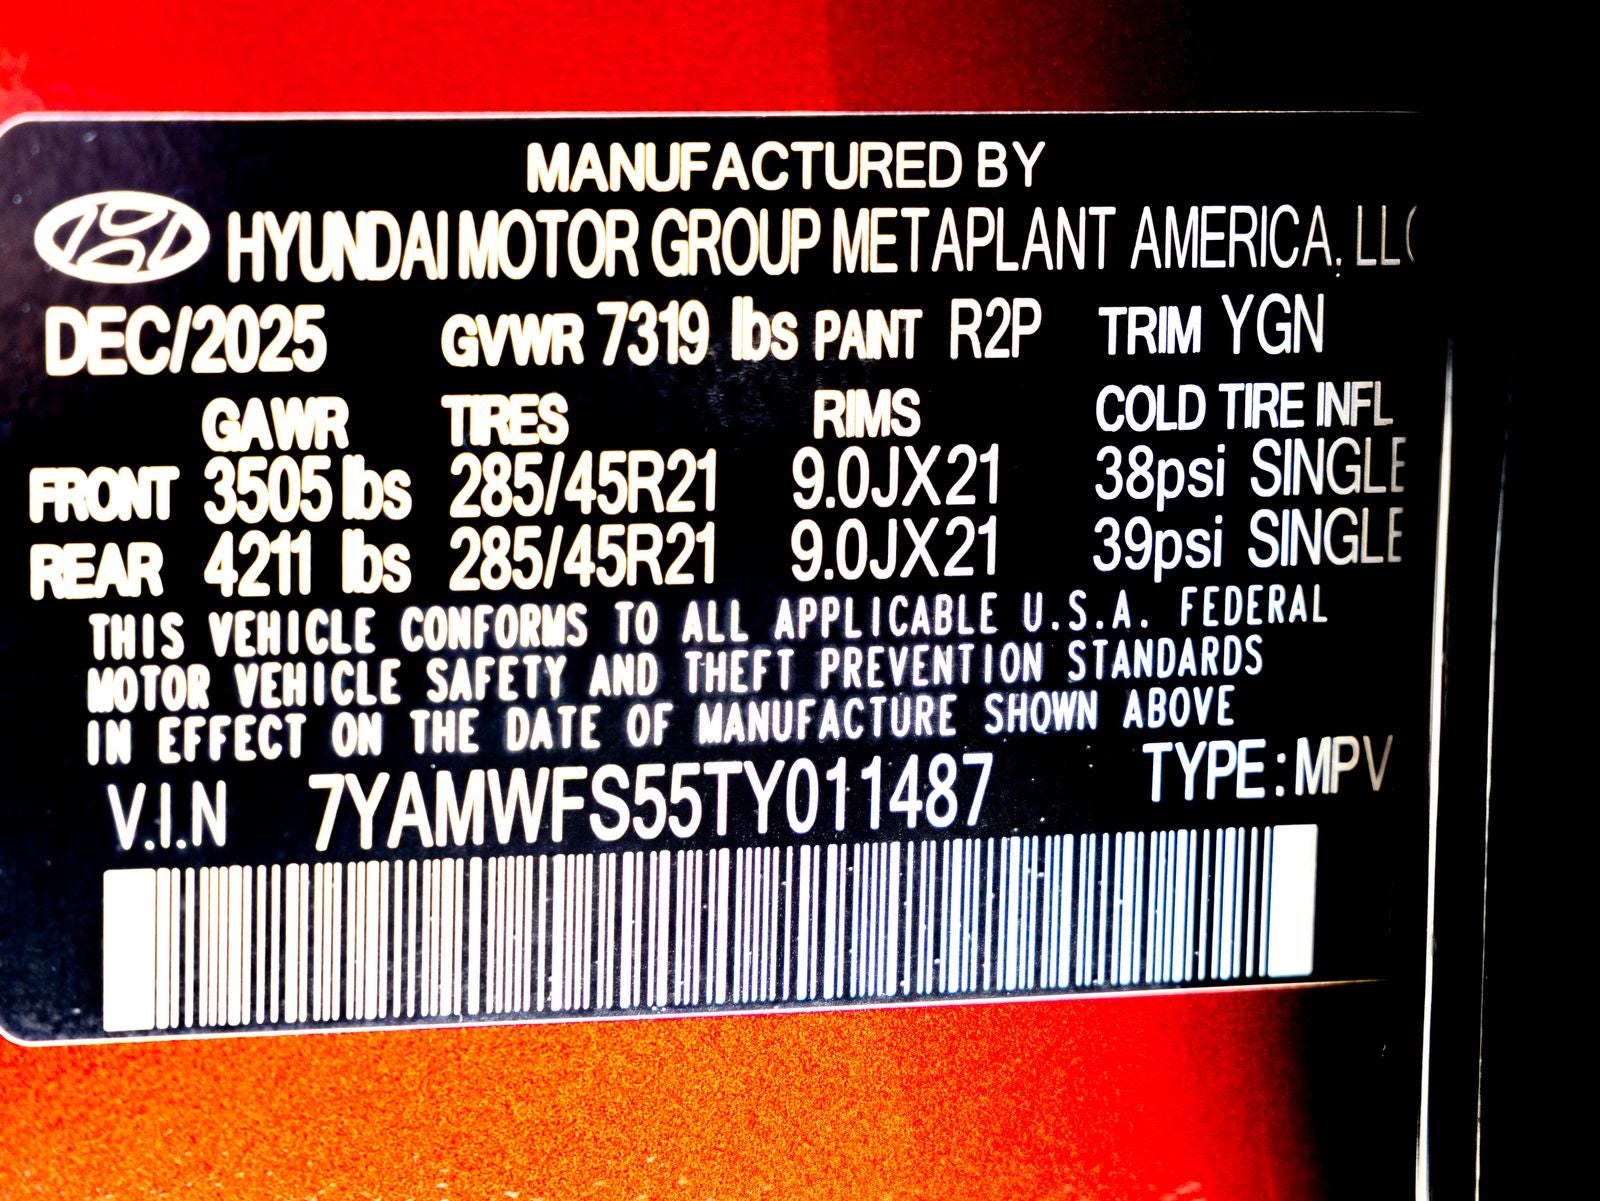 MANUFACTURED BY
HYUNDAI MOTOR GROUP METAPLANT AMERICA, LLC
DEC/2025 GVWR 7319 lbs PAINT R2P TRIM YGN
GAWR TIRES RIMS COLD TIRE INFL
FRONT 3505 lbs 285/45R21 9.0JX21 38psi SINGLE
REAR 4211 lbs 285/45R21 9.0JX21 39psi SINGLE
THIS VEHICLE CONFORMS TO ALL APPLICABLE U.S.A. FEDERAL
MOTOR VEHICLE SAFETY AND THEFT PREVENTION STANDARDS
IN EFFECT ON THE DATE OF MANUFACTURE SHOWN ABOVE
V.I.N 7YAMWFS55TY011487 TYPE:MPV